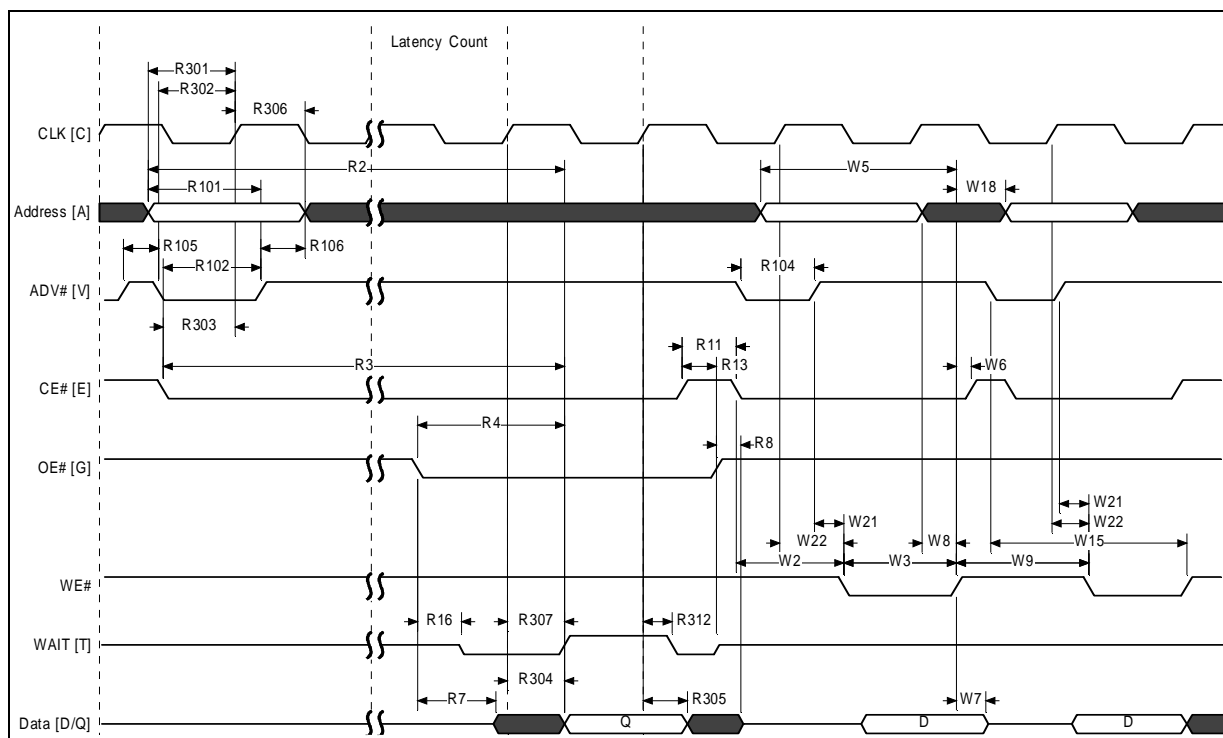 Latency Count
R301
R302
R306
CLK [C]
R2
W5
R101
W18
Address [A]
R105
R106
R102
R104
ADV# [V]
R303
R11
R3
R13
W6
CE# [E]
R4
R8
OE# [G]
W21
W21
W22
W22
W8
W15
W2
W3
W9
WE#
R16
R307
R312
WAIT [T]
R304
R305
R7
W7
Data [D/Q]
Q
D
D